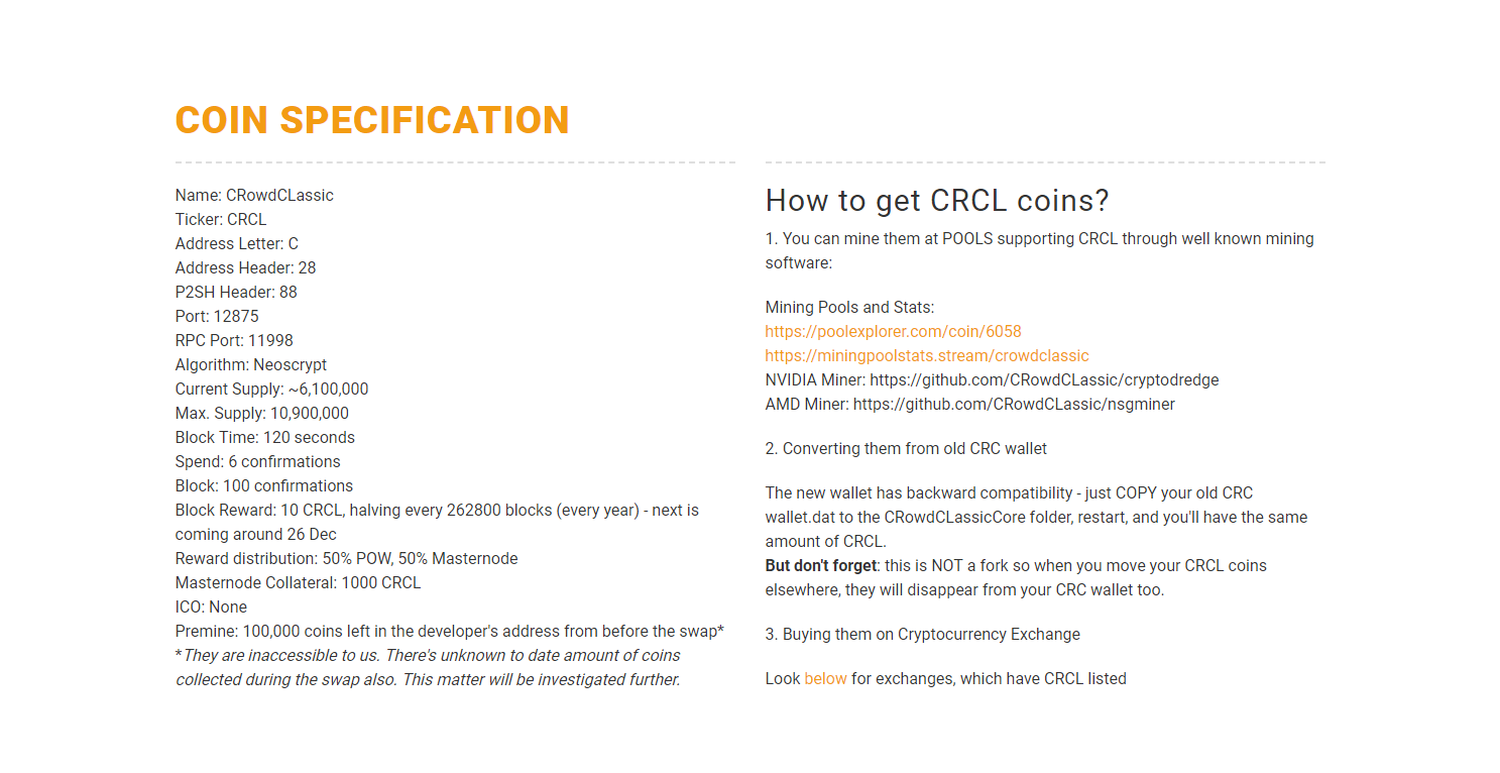 COIN SPECIFICATION
Name: CRowdCLassic
Ticker: CRCL
Address Letter: C
Address Header: 28
P2SH Header: 88
Port: 12875
RPC Port: 11998
Algorithm: Neoscrypt
Current Supply: ~6,100,000
Max. Supply: 10,900,000
Block Time: 120 seconds
Spend: 6 confirmations
Block: 100 confirmations
Block Reward: 10 CRCL, halving every 262800 blocks (every year) - next is
coming around 26 Dec
Reward distribution: 50% POW, 50% Masternode
Masternode Collateral: 1000 CRCL
ICO: None
Premine: 100,000 coins left in the developer's address from before the swap*
*They are inaccessible to us. There's unknown to date amount of coins
collected during the swap also. This matter will be investigated further.
How to get CRCL coins?
1. You can mine them at POOLS supporting CRCL through well known mining
software:
Mining Pools and Stats:
https://poolexplorer.com/coin/6058
https://miningpoolstats.stream/crowdclassic
NVIDIA Miner: https://github.com/CRowdCLassic/cryptodredge
AMD Miner: https://github.com/CRowdCLassic/nsgminer
2. Converting them from old CRC wallet
The new wallet has backward compatibility - just COPY your old CRC
wallet.dat to the CRowdCLassicCore folder, restart, and you'll have the same
amount of CRCL.
But don't forget: this is NOT a fork so when you move your CRCL coins
elsewhere, they will disappear from your CRC wallet too.
3. Buying them on Cryptocurrency Exchange
Look below for exchanges, which have CRCL listed